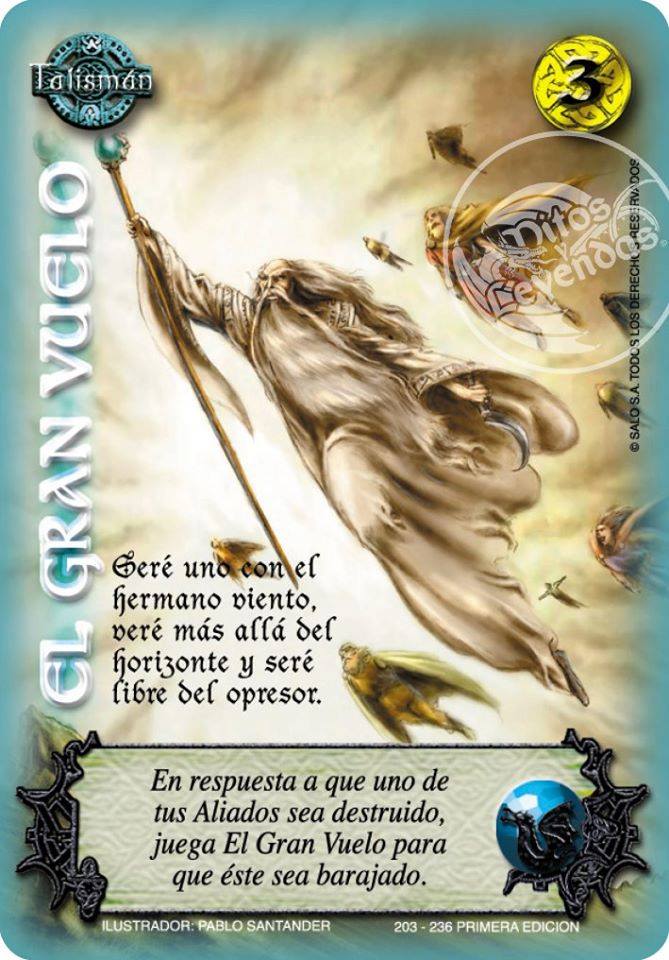 Talismán
3
EL GRAN VUELO
Mitos
y
Leyendas
© SALO S.A. TODOS LOS DERECHOS RESERVADOS
Seré uno con el
hermano viento,
veré más allá del
horizonte y seré
libre del opresor.
En respuesta a que uno de
tus Aliados sea destruido,
juega El Gran Vuelo para
que éste sea barajado.
ILUSTRADOR: PABLO SANTANDER
203 - 236 PRIMERA EDICION